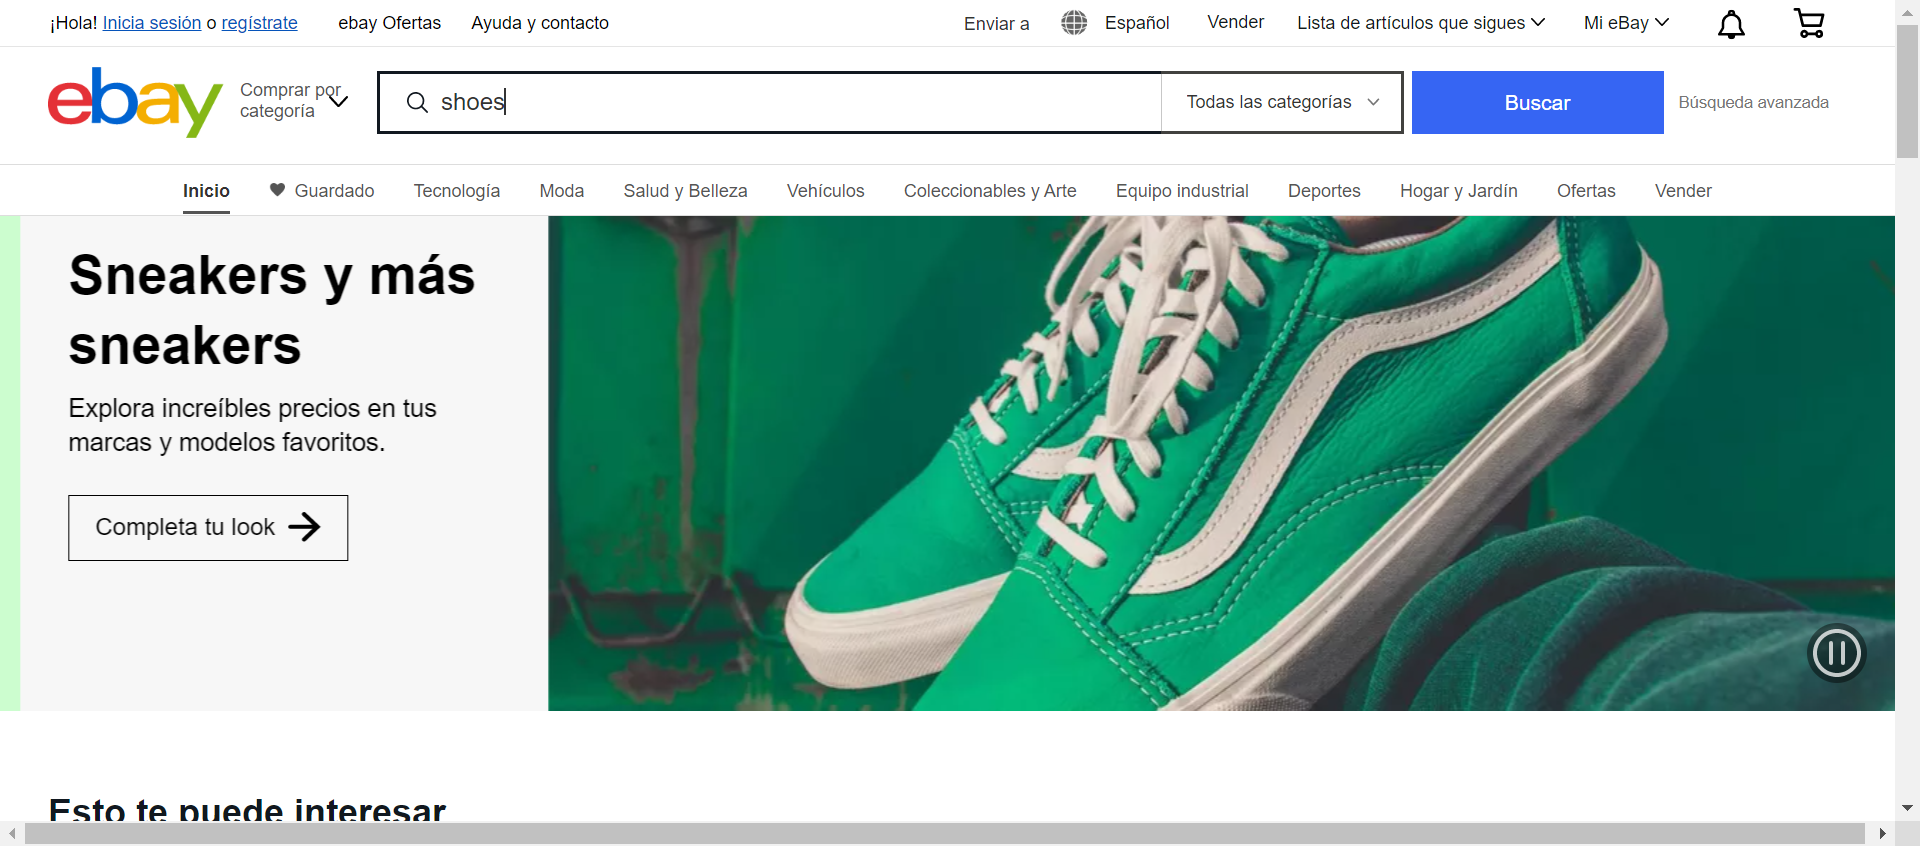 ¡Hola! Inicia sesión o regístrate
ebay Ofertas
Ayuda y contacto
Enviar a
Español
Vender
Lista de artículos que sigues
Mi eBay
ebay
Comprar por
categoría
shoes
Todas las categorías
Buscar
Búsqueda avanzada
Inicio
Guardado
Tecnología
Moda
Salud y Belleza
Vehículos
Coleccionables y Arte
Equipo industrial
Deportes
Hogar y Jardín
Ofertas
Vender
Sneakers y más
sneakers
Explora increíbles precios en tus
marcas y modelos favoritos.
Completa tu look
Esto te puede interesar